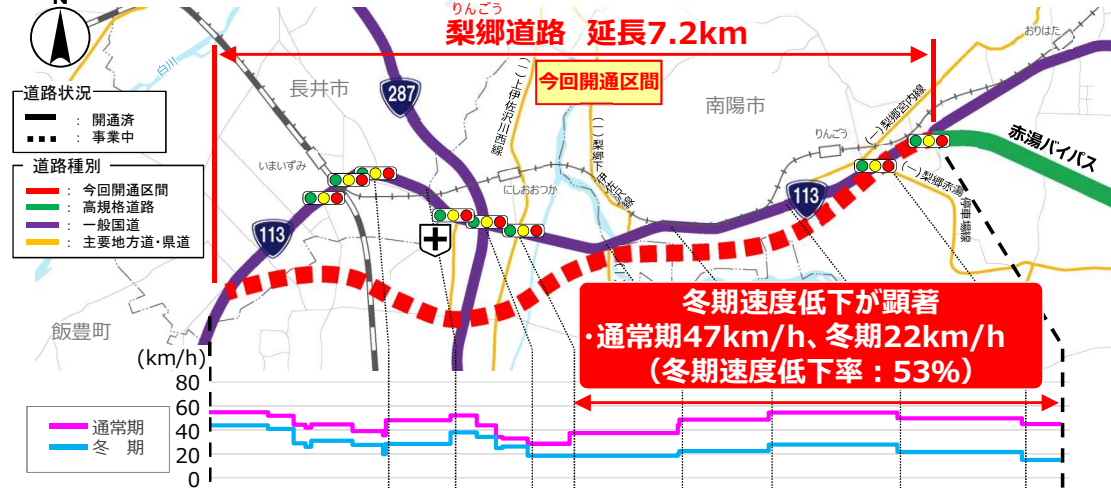 N
りんごう
梨郷道路 延長7.2km
今回開通区間
おりはた
白川
長井市
287
(一)上伊佐沢川西線
(一)梨郷下伊佐沢線
南陽市
(一)梨郷宮内線
りんごう
赤湯バイパス
道路状況
: 開通済
: 事業中
道路種別
: 今回開通区間
: 高規格道路
: 一般国道
: 主要地方道・県道
いまいずみ
にしおおつか
(一)梨郷赤湯停車場線
113
113
飯豊町
冬期速度低下が顕著
・通常期47km/h、冬期22km/h
（冬期速度低下率：53%）
(km/h)
80
60
40
20
0
通常期
冬 期